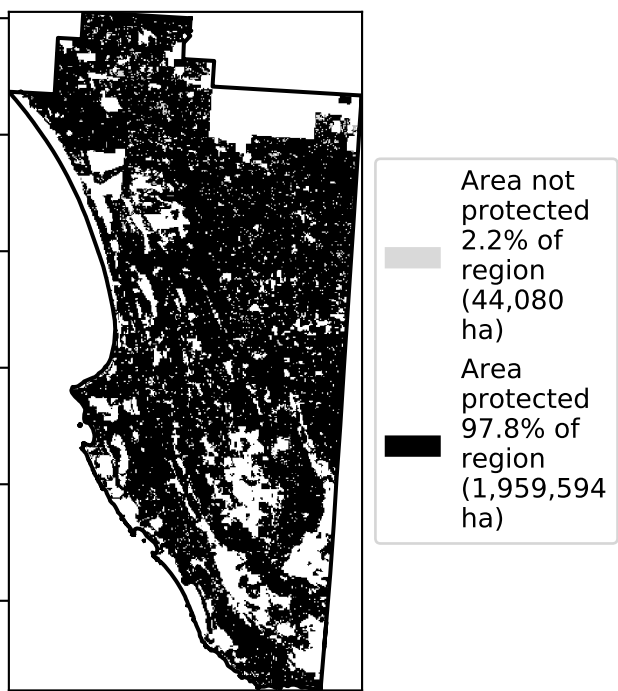 Area not
protected
2.2% of
region
(44,080
ha)
Area
protected
97.8% of
region
(1,959,594
ha)